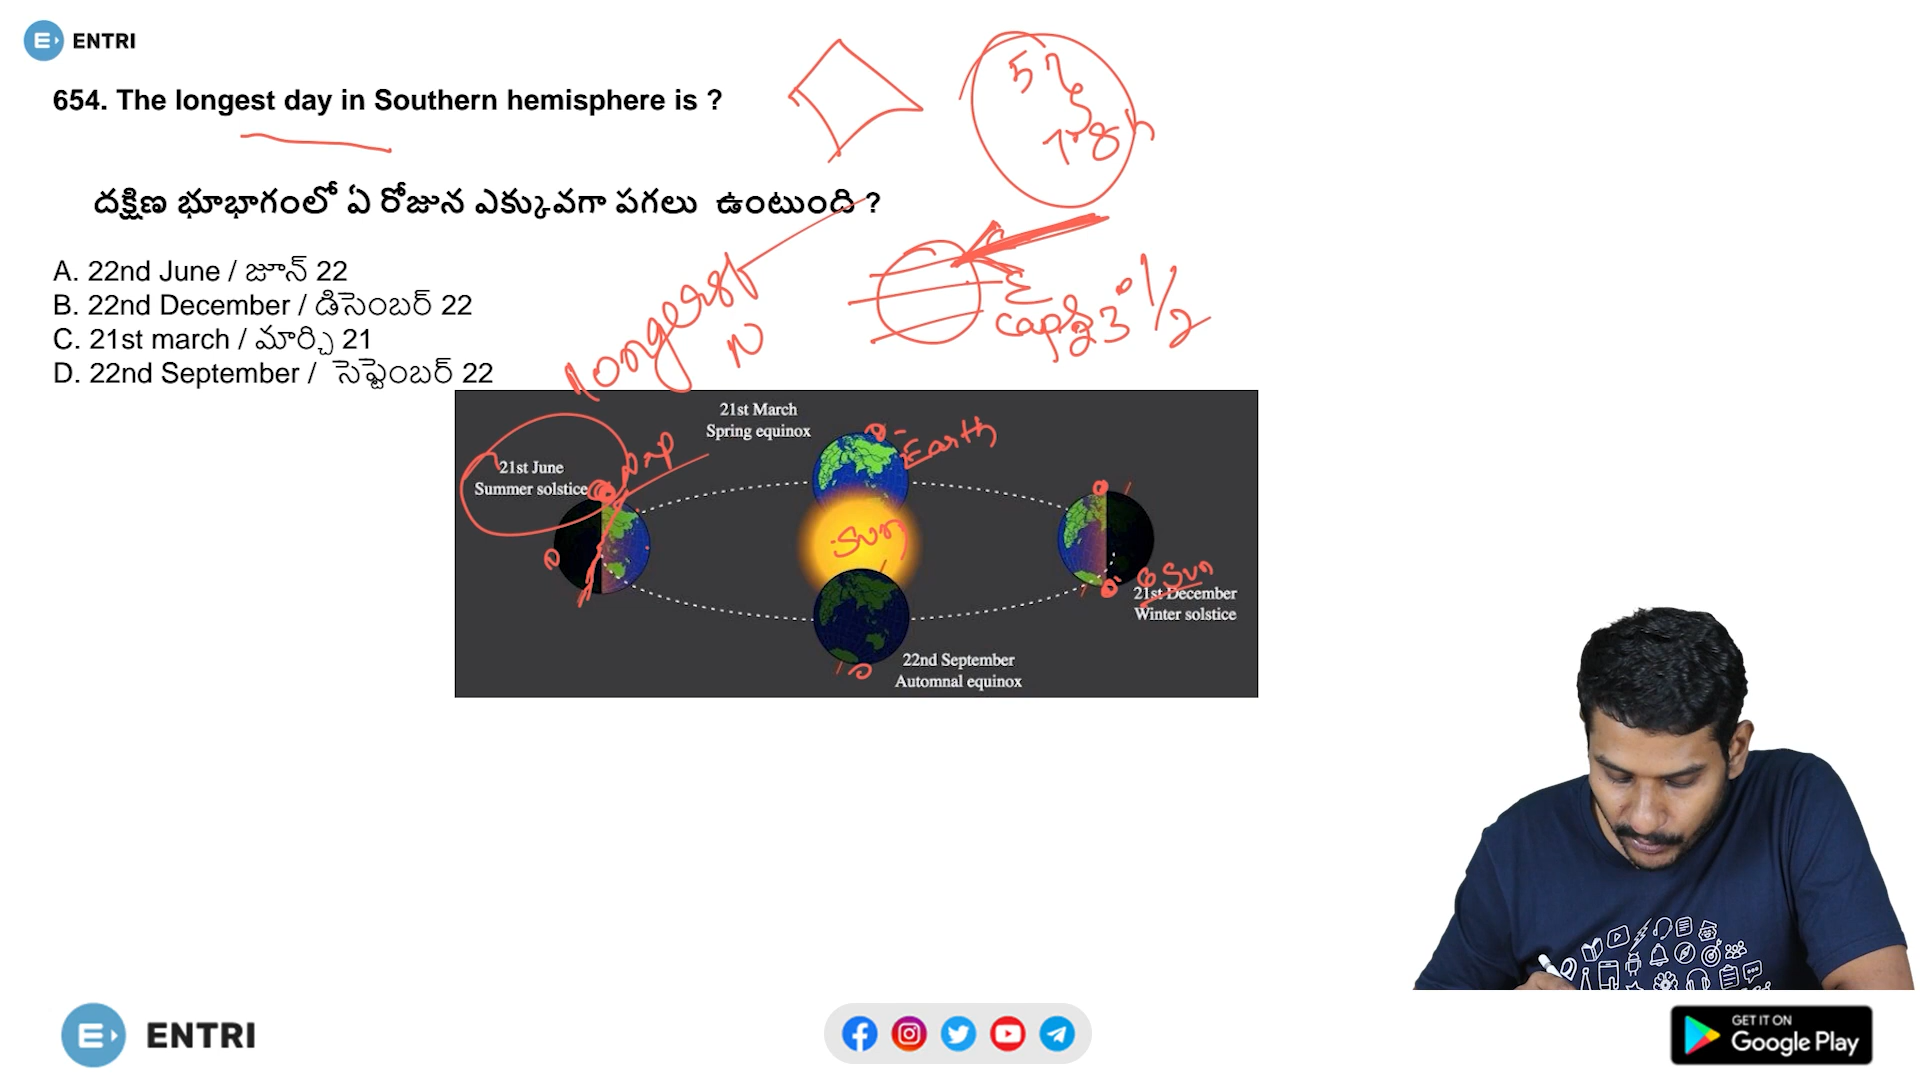 ENTRI
654. The longest day in Southern hemisphere is ?
దక్షిణ భూభాగంలో ఏ రోజున ఎక్కువగా పగలు ఉంటుంది ?
A. 22nd June / జూన్ 22
B. 22nd December / డిసెంబర్ 22
C. 21st march / మార్చి 21
D. 22nd September / సెప్టెంబర్ 22
longest
N
21st March
Spring equinox
Earth
21st June
Summer solstice
Sun
Sun
21st December
Winter solstice
22nd September
Automnal equinox
ENTRI
GET IT ON
Google Play